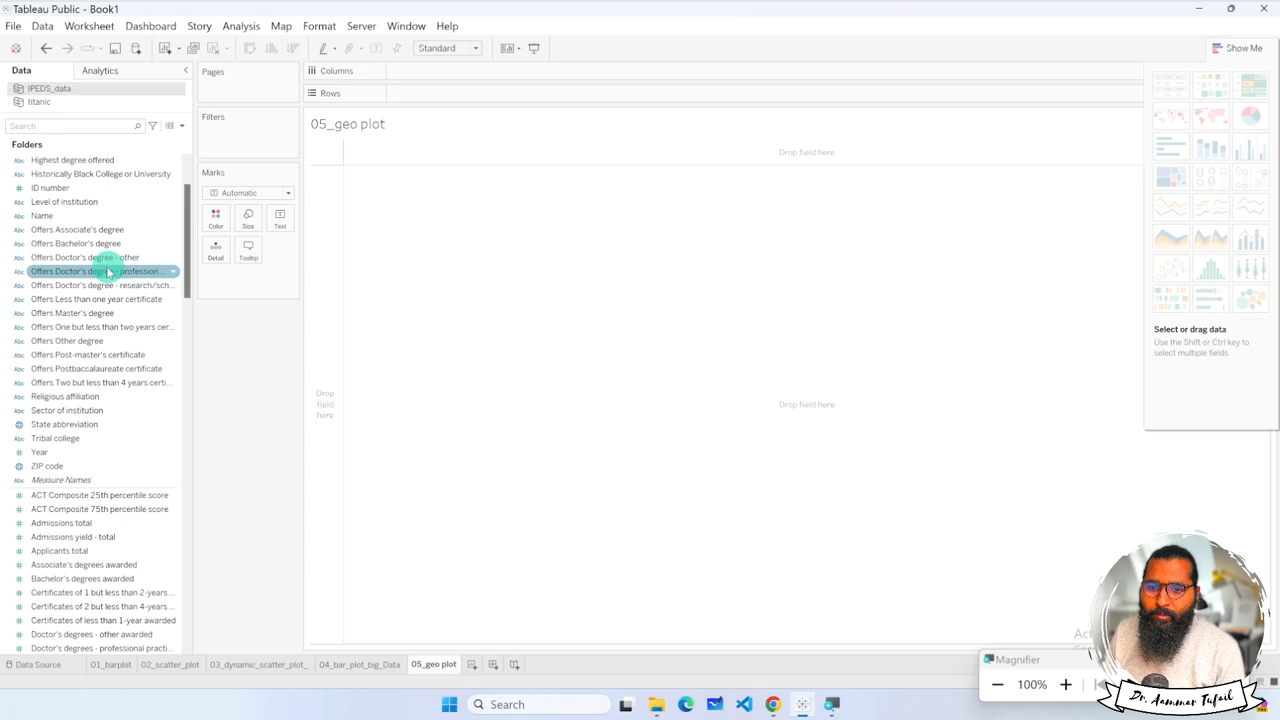 Tableau Public - Book1
File Data Worksheet Dashboard Story Analysis Map Format Server Window Help
Standard
Show Me
Data Analytics
IPEDS_data
titanic
Search
Folders
Highest degree offered
Historically Black College or University
ID number
Level of institution
Name
Offers Associate's degree
Offers Bachelor's degree
Offers Doctor's degree - other
Offers Doctor's degree - profession...
Offers Doctor's degree - research/sch...
Offers Less than one year certificate
Offers Master's degree
Offers One but less than two years cer...
Offers Other degree
Offers Post-master's certificate
Offers Postbaccalaureate certificate
Offers Two but less than 4 years certi...
Religious affiliation
Sector of institution
State abbreviation
Tribal college
Year
ZIP code
Measure Names
ACT Composite 25th percentile score
ACT Composite 75th percentile score
Admissions total
Admissions yield - total
Applicants total
Associate's degrees awarded
Bachelor's degrees awarded
Certificates of 1 but less than 2-years ...
Certificates of 2 but less than 4-years ...
Certificates of less than 1-year awarded
Doctor's degrees - other awarded
Doctor's degrees - professional practi...
Pages
Filters
Marks
Automatic
Color Size Text
Detail Tooltip
Columns
Rows
05_geo plot
Drop field here
Drop
field
here
Drop field here
Select or drag data
Use the Shift or Ctrl key to
select multiple fields
Data Source 01_barplot 02_scatter_plot 03_dynamic_scatter_plot_ 04_bar_plot_big_Data 05_geo plot
Magnifier
100%
Search
Dr. Aammar Tufail